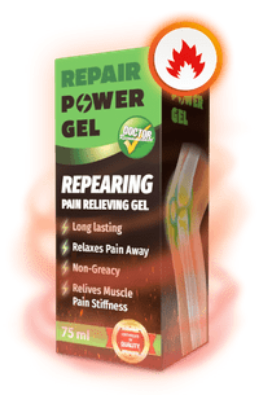 REPAIR
POWER
GEL
DOCTOR
REPEARING
PAIN RELIEVING GEL
Long lasting
Relaxes Pain Away
Non-Greacy
Relives Muscle
Pain Stiffness
75 ml
QUALITY